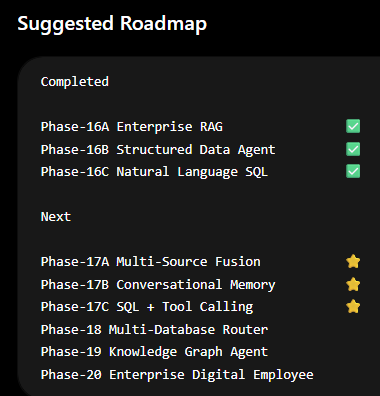 Suggested Roadmap
Completed
Phase-16A Enterprise RAG ✅
Phase-16B Structured Data Agent ✅
Phase-16C Natural Language SQL ✅
Next
Phase-17A Multi-Source Fusion ⭐
Phase-17B Conversational Memory ⭐
Phase-17C SQL + Tool Calling ⭐
Phase-18 Multi-Database Router
Phase-19 Knowledge Graph Agent
Phase-20 Enterprise Digital Employee